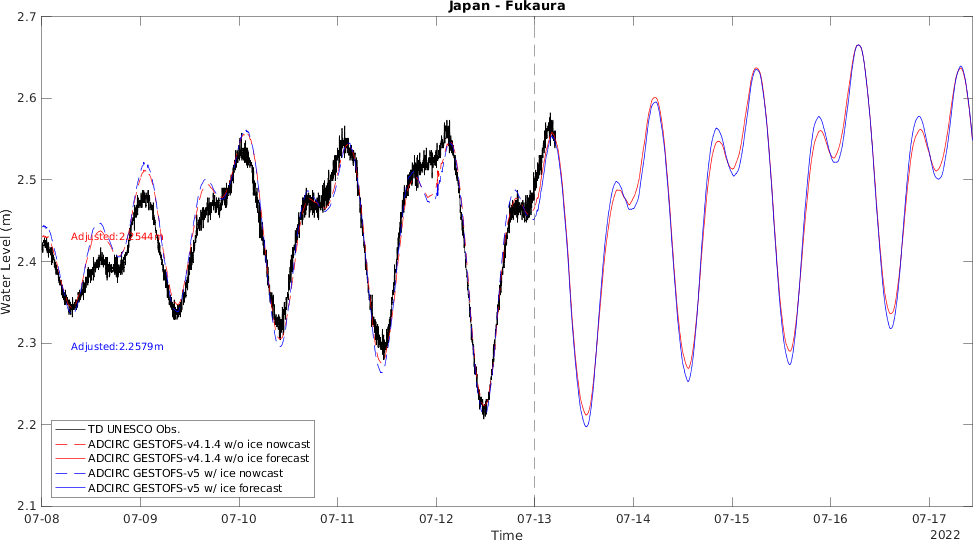 Japan - Fukaura
2.7
2.6
2.5
2.4
2.3
2.2
2.1
Water Level (m)
Adjusted:2.2544m
Adjusted:2.2579m
TD UNESCO Obs.
ADCIRC GESTOFS-v4.1.4 w/o ice nowcast
ADCIRC GESTOFS-v4.1.4 w/o ice forecast
ADCIRC GESTOFS-v5 w/ ice nowcast
ADCIRC GESTOFS-v5 w/ ice forecast
07-08 07-09 07-10 07-11 07-12 07-13 07-14 07-15 07-16 07-17
Time
2022